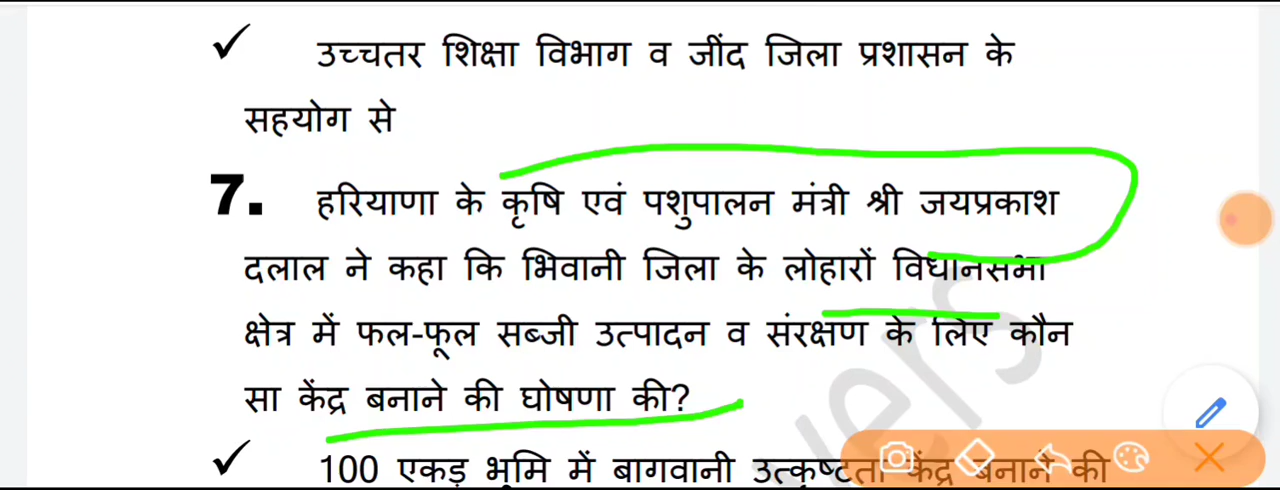 ✓ उच्चतर शिक्षा विभाग व जींद जिला प्रशासन के
सहयोग से
7. हरियाणा के कृषि एवं पशुपालन मंत्री श्री जयप्रकाश
दलाल ने कहा कि भिवानी जिला के लोहारों विधानसभा
क्षेत्र में फल-फूल सब्जी उत्पादन व संरक्षण के लिए कौन
सा केंद्र बनाने की घोषणा की?
✓ 100 एकड़ भूमि में बागवानी उत्कृष्टता केंद्र बनाने की